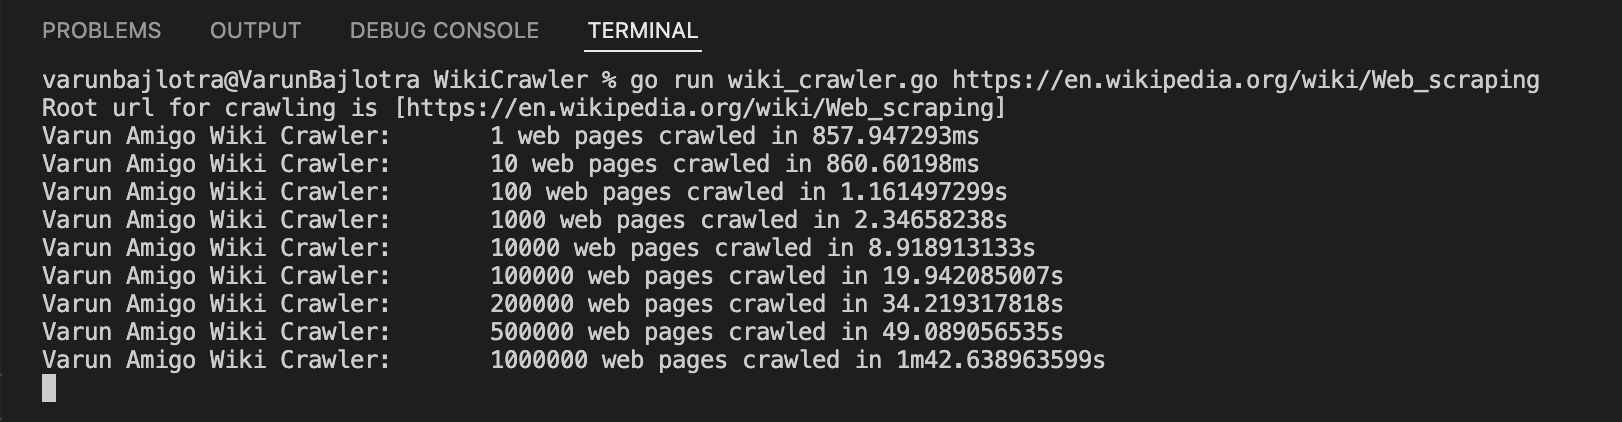 PROBLEMS OUTPUT DEBUG CONSOLE TERMINAL
varunbajlotra@VarunBajlotra WikiCrawler % go run wiki_crawler.go https://en.wikipedia.org/wiki/Web_scraping
Root url for crawling is [https://en.wikipedia.org/wiki/Web_scraping]
Varun Amigo Wiki Crawler: 1 web pages crawled in 857.947293ms
Varun Amigo Wiki Crawler: 10 web pages crawled in 860.60198ms
Varun Amigo Wiki Crawler: 100 web pages crawled in 1.161497299s
Varun Amigo Wiki Crawler: 1000 web pages crawled in 2.34658238s
Varun Amigo Wiki Crawler: 10000 web pages crawled in 8.918913133s
Varun Amigo Wiki Crawler: 100000 web pages crawled in 19.942085007s
Varun Amigo Wiki Crawler: 200000 web pages crawled in 34.219317818s
Varun Amigo Wiki Crawler: 500000 web pages crawled in 49.089056535s
Varun Amigo Wiki Crawler: 1000000 web pages crawled in 1m42.638963599s